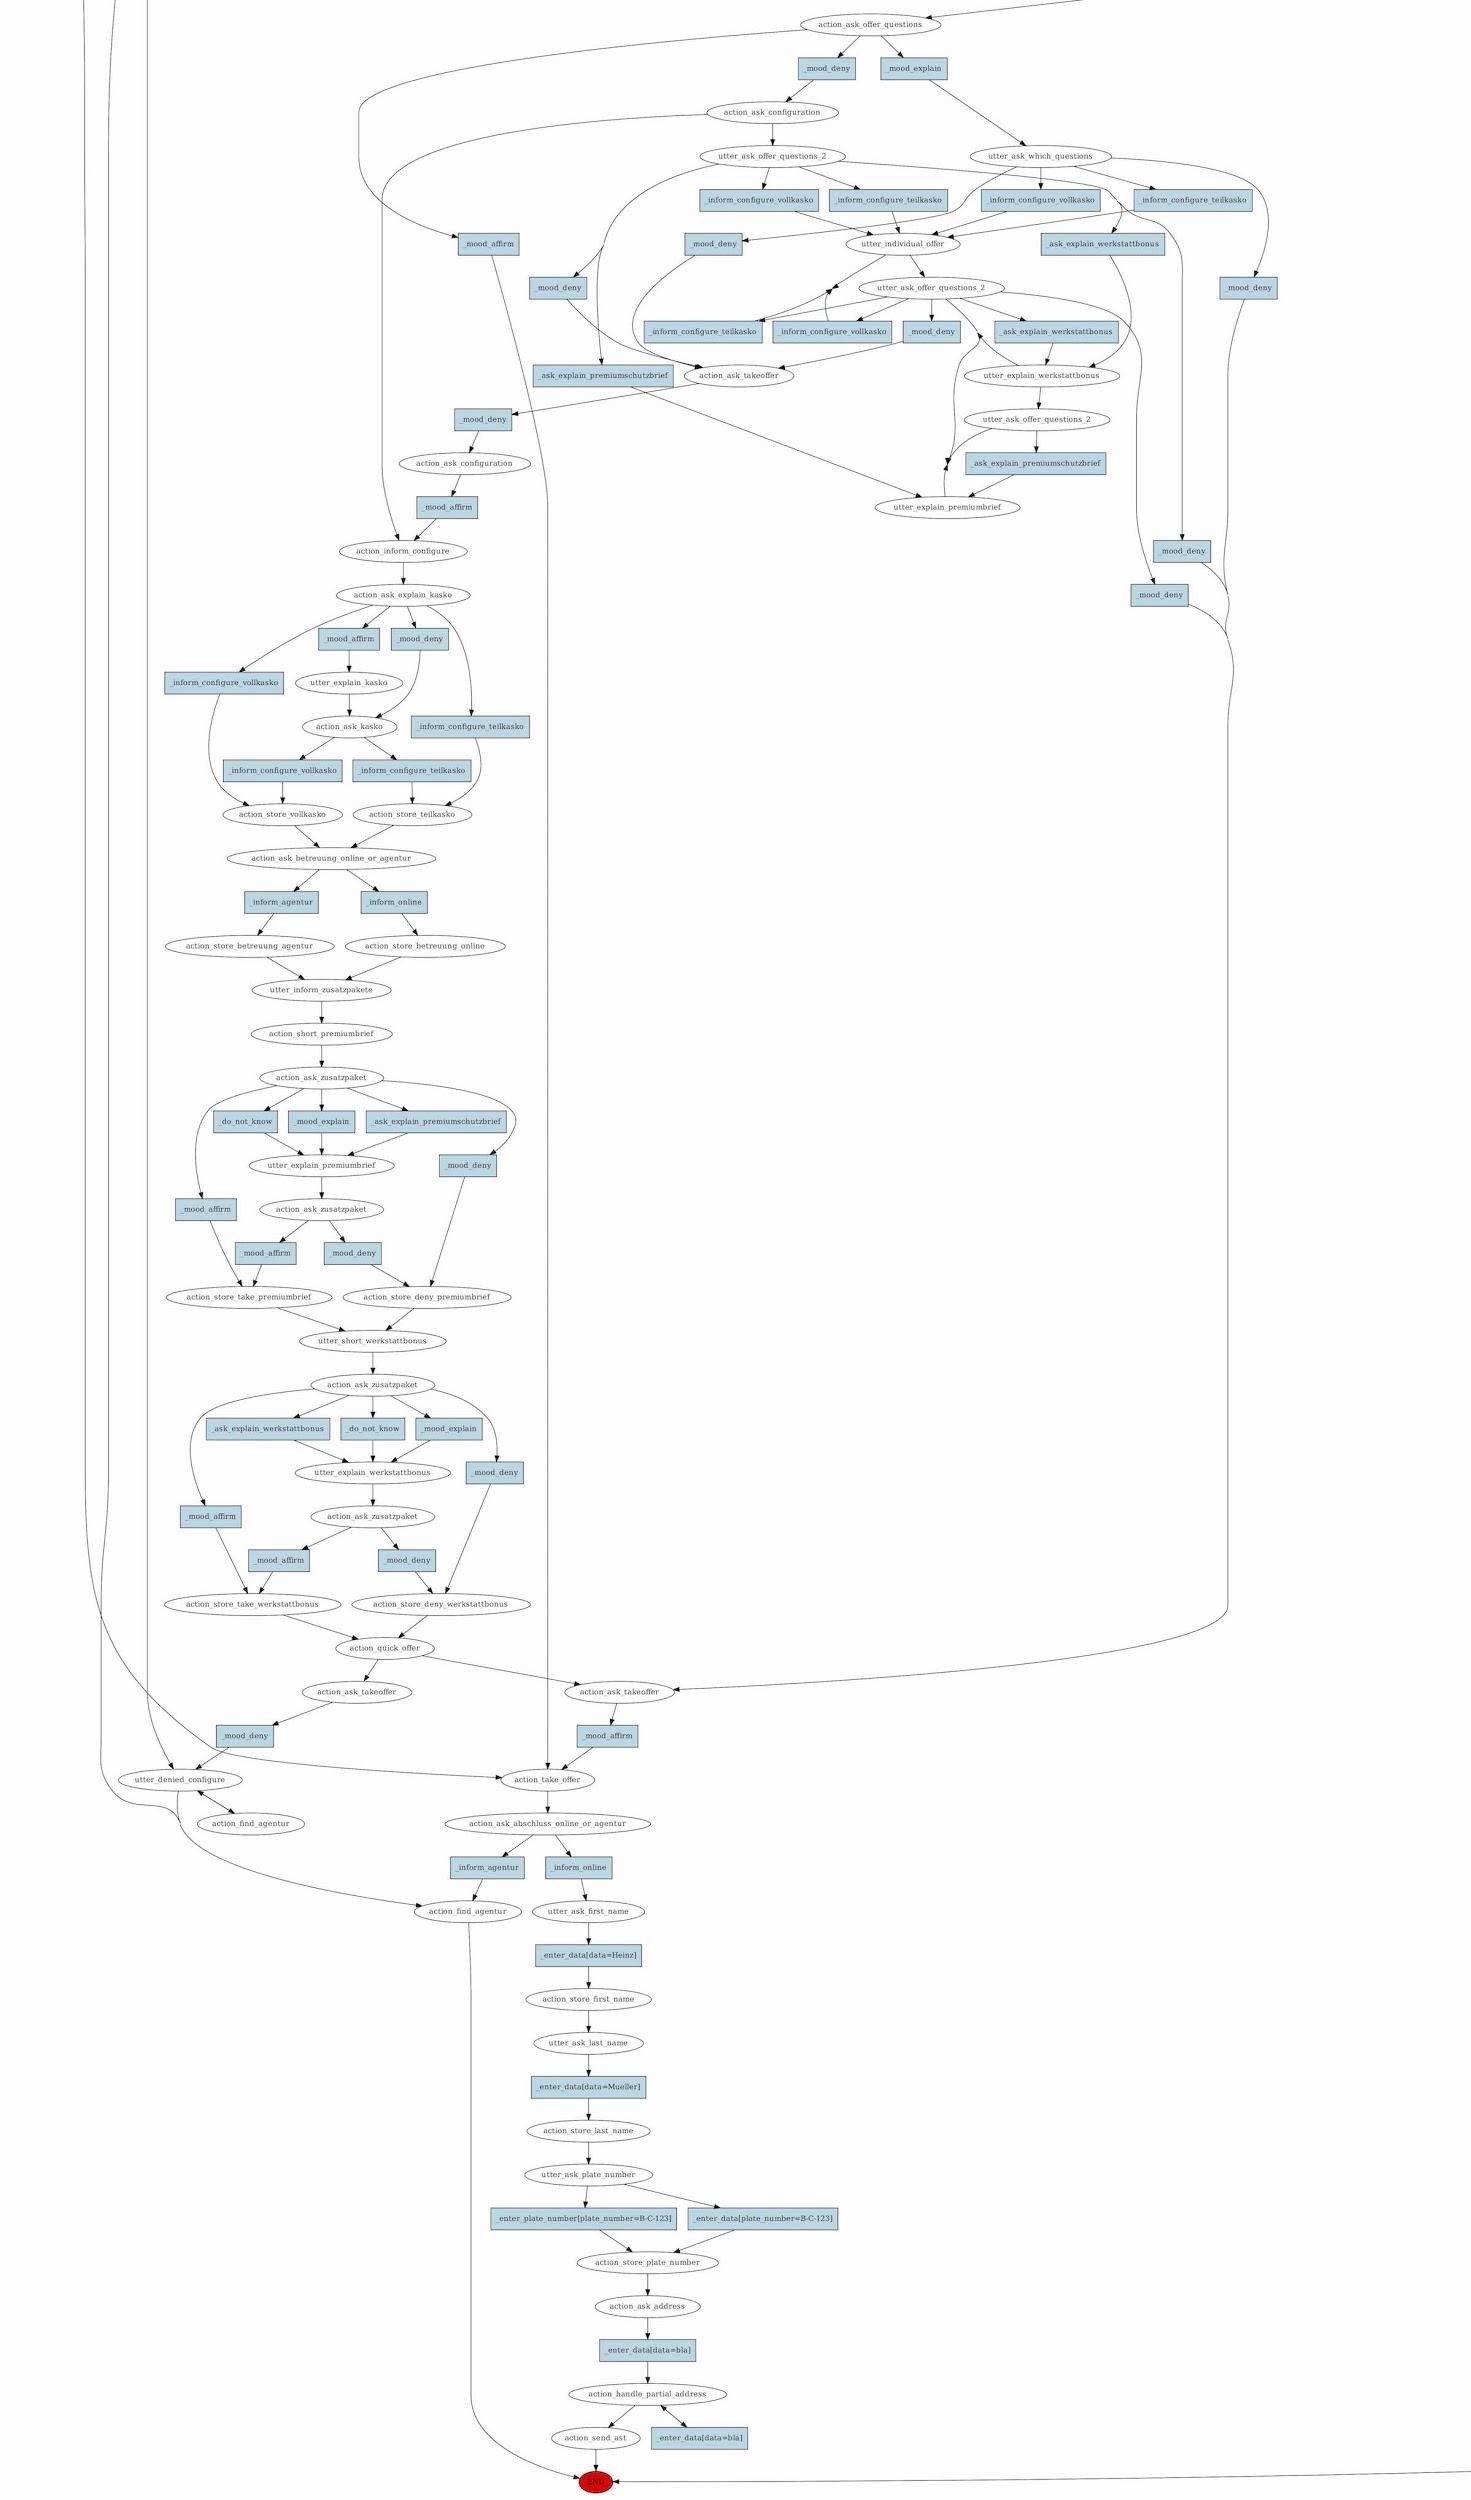 action_ask_offer_questions
_mood_deny
_mood_explain
action_ask_configuration
utter_ask_offer_questions_2
utter_ask_which_questions
_inform_configure_vollkasko
_inform_configure_teilkasko
_inform_configure_vollkasko
_inform_configure_teilkasko
_mood_affirm
_mood_deny
utter_individual_offer
_ask_explain_werkstattbonus
_mood_deny
utter_ask_offer_questions_2
_mood_deny
_inform_configure_teilkasko
_inform_configure_vollkasko
_mood_deny
_ask_explain_werkstattbonus
_ask_explain_premiumschutzbrief
action_ask_takeoffer
utter_explain_werkstattbonus
_mood_deny
utter_ask_offer_questions_2
action_ask_configuration
_ask_explain_premiumschutzbrief
_mood_affirm
utter_explain_premiumbrief
action_inform_configure
_mood_deny
action_ask_explain_kasko
_mood_deny
_mood_affirm
_mood_deny
_inform_configure_vollkasko
utter_explain_kasko
action_ask_kasko
_inform_configure_teilkasko
_inform_configure_vollkasko
_inform_configure_teilkasko
action_store_vollkasko
action_store_teilkasko
action_ask_betreuung_online_or_agentur
_inform_agentur
_inform_online
action_store_betreuung_agentur
action_store_betreuung_online
utter_inform_zusatzpakete
action_short_premiumbrief
action_ask_zusatzpaket
_do_not_know
_mood_explain
_ask_explain_premiumschutzbrief
utter_explain_premiumbrief
_mood_deny
_mood_affirm
action_ask_zusatzpaket
_mood_affirm
_mood_deny
action_store_take_premiumbrief
action_store_deny_premiumbrief
utter_short_werkstattbonus
action_ask_zusatzpaket
_ask_explain_werkstattbonus
_do_not_know
_mood_explain
utter_explain_werkstattbonus
_mood_deny
_mood_affirm
action_ask_zusatzpaket
_mood_affirm
_mood_deny
action_store_take_werkstattbonus
action_store_deny_werkstattbonus
action_quick_offer
action_ask_takeoffer
action_ask_takeoffer
_mood_deny
_mood_affirm
utter_denied_configure
action_take_offer
action_find_agentur
action_ask_abschluss_online_or_agentur
_inform_agentur
_inform_online
action_find_agentur
utter_ask_first_name
_enter_data[data=Heinz]
action_store_first_name
utter_ask_last_name
_enter_data[data=Mueller]
action_store_last_name
utter_ask_plate_number
_enter_plate_number[plate_number=B-C-123]
_enter_data[plate_number=B-C-123]
action_store_plate_number
action_ask_address
_enter_data[data=bla]
action_handle_partial_address
action_send_ast
_enter_data[data=bla]
END